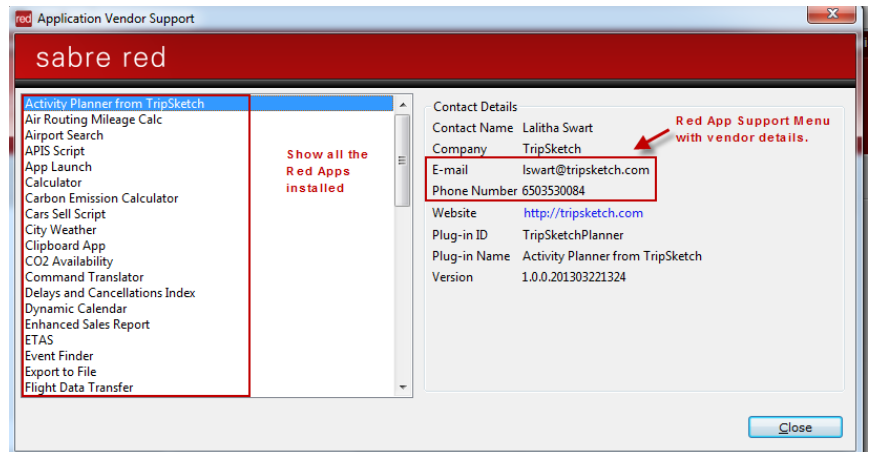 red Application Vendor Support
sabre red
Activity Planner from TripSketch
Air Routing Mileage Calc
Airport Search
APIS Script
App Launch
Calculator
Carbon Emission Calculator
Cars Sell Script
City Weather
Clipboard App
CO2 Availability
Command Translator
Delays and Cancellations Index
Dynamic Calendar
Enhanced Sales Report
ETAS
Event Finder
Export to File
Flight Data Transfer
Show all the
Red Apps
installed
Contact Details
Contact Name Lalitha Swart
Company TripSketch
E-mail lswart@tripsketch.com
Phone Number 6503530084
Website http://tripsketch.com
Plug-in ID TripSketchPlanner
Plug-in Name Activity Planner from TripSketch
Version 1.0.0.201303221324
Red App Support Menu
with vendor details.
Close